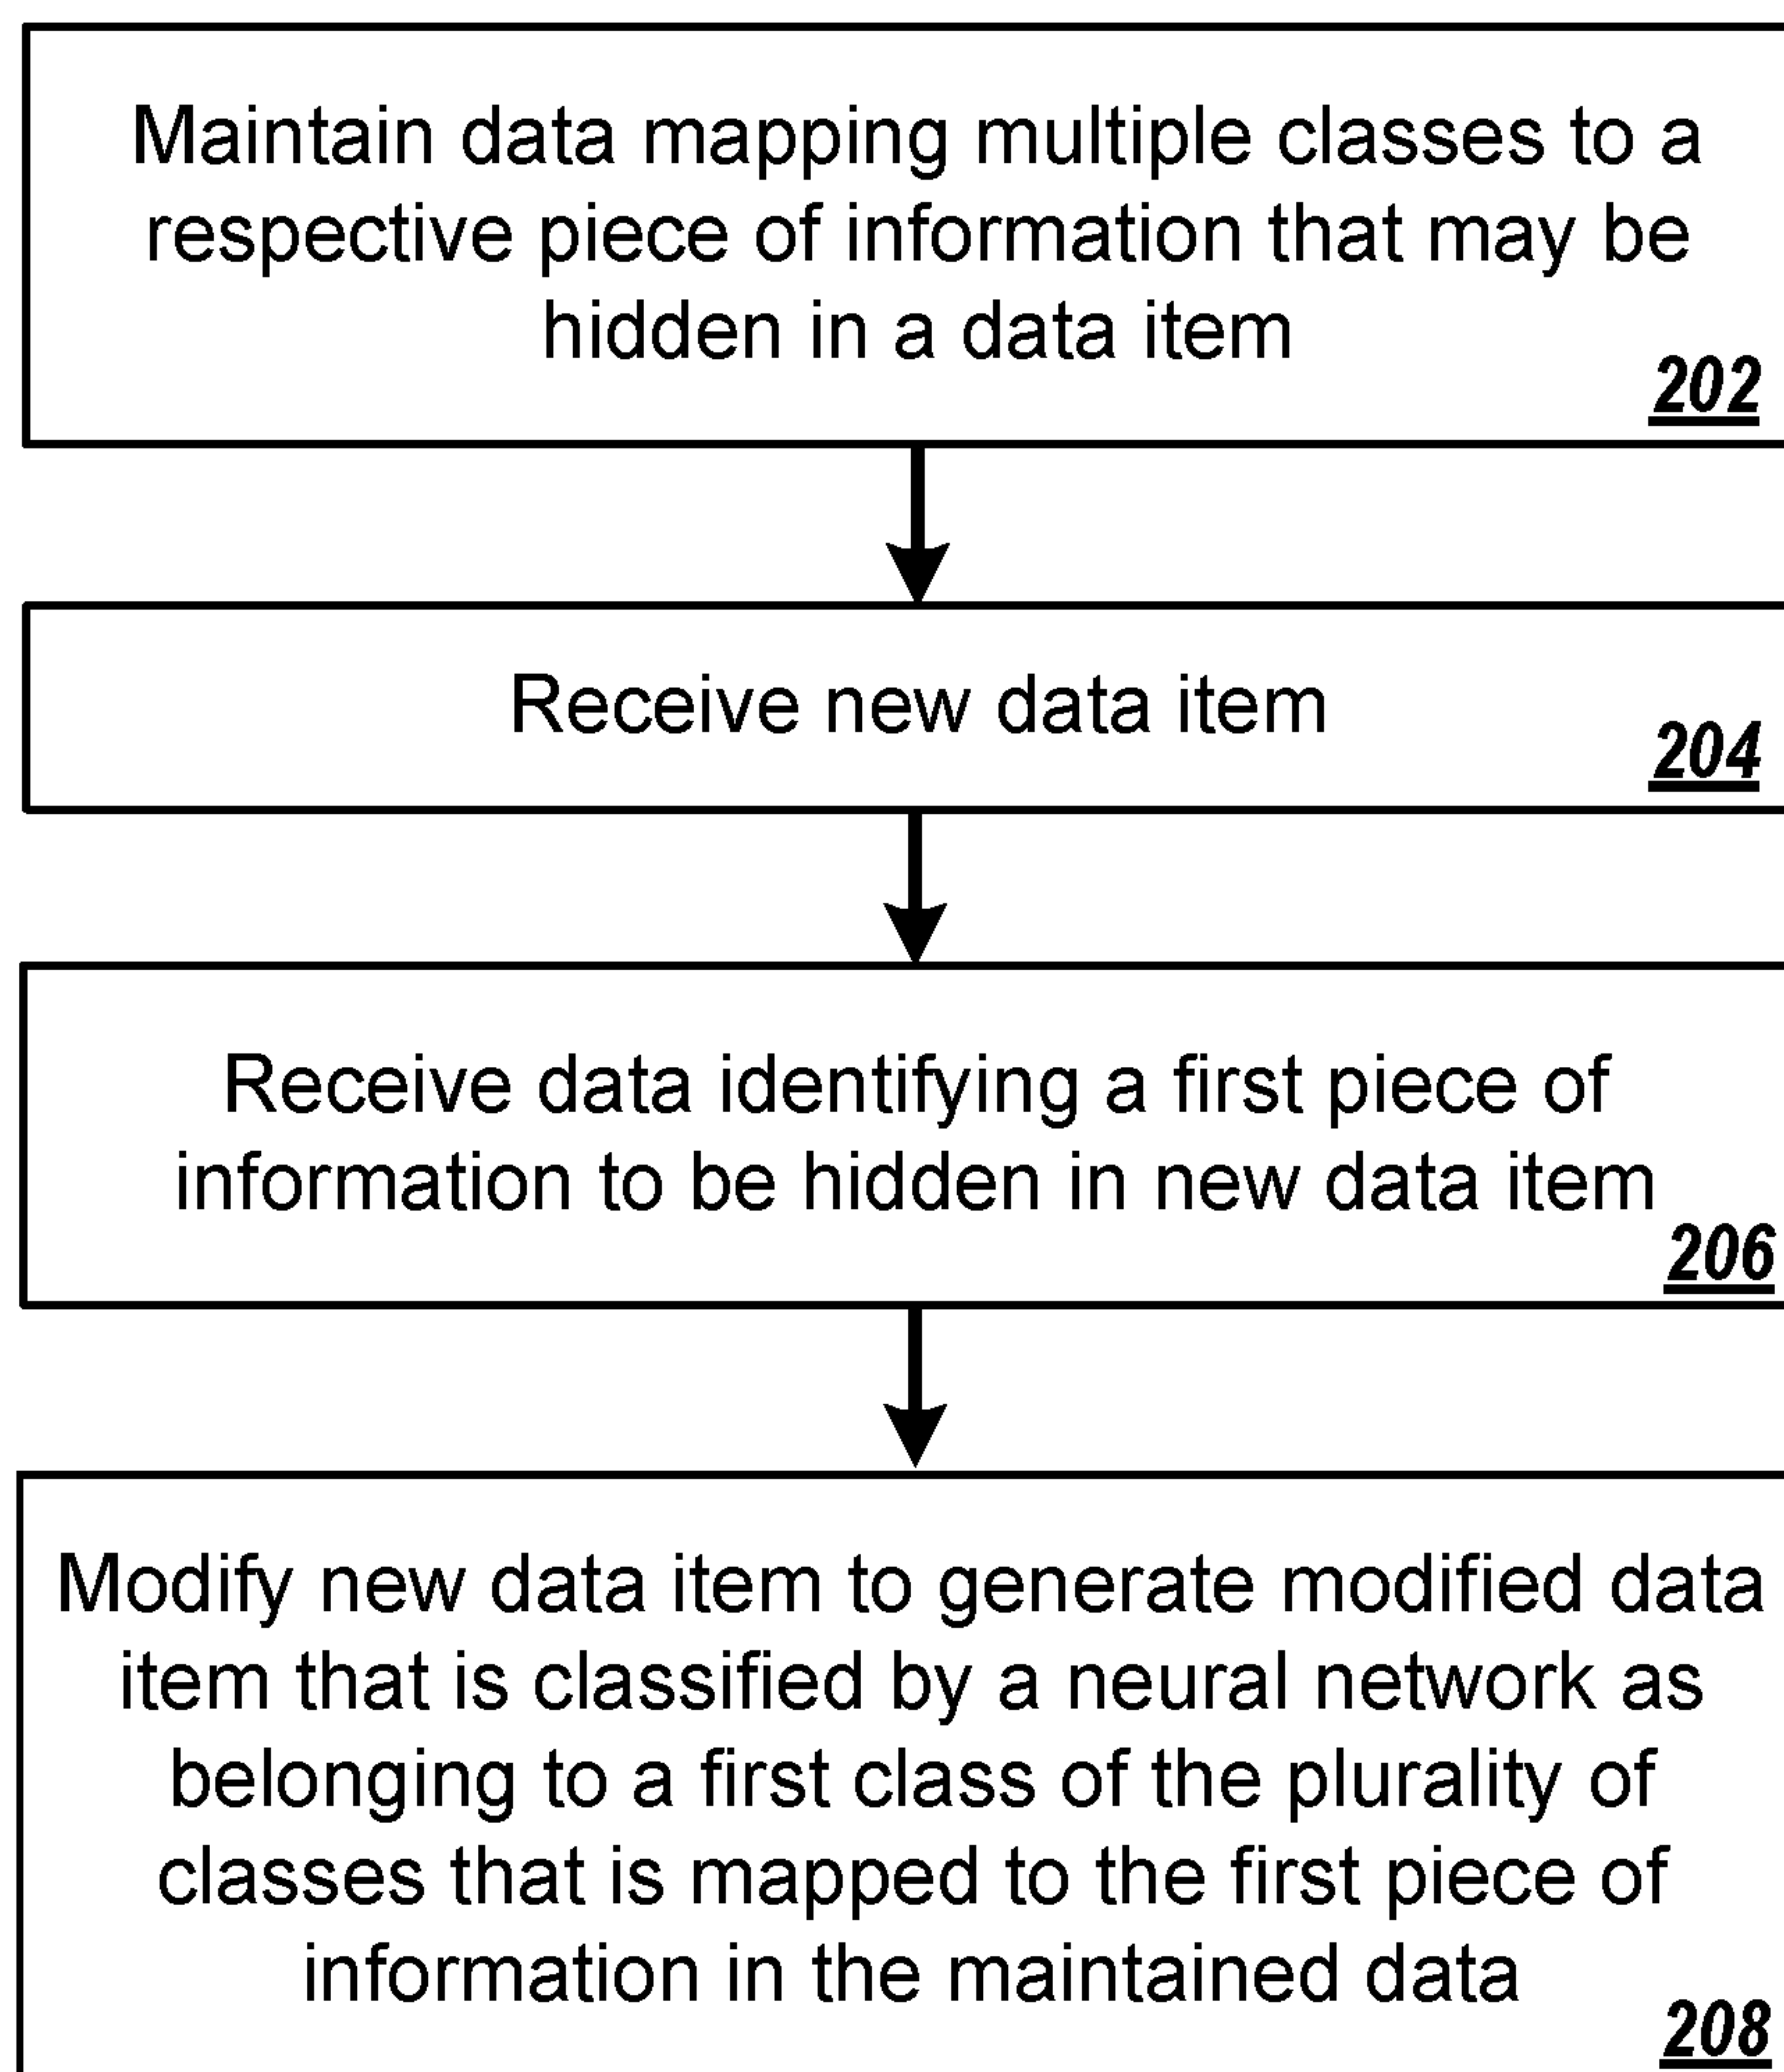 Maintain data mapping multiple classes to a
respective piece of information that may be
hidden in a data item
202
Receive new data item
204
Receive data identifying a first piece of
information to be hidden in new data item
206
Modify new data item to generate modified data
item that is classified by a neural network as
belonging to a first class of the plurality of
classes that is mapped to the first piece of
information in the maintained data
208